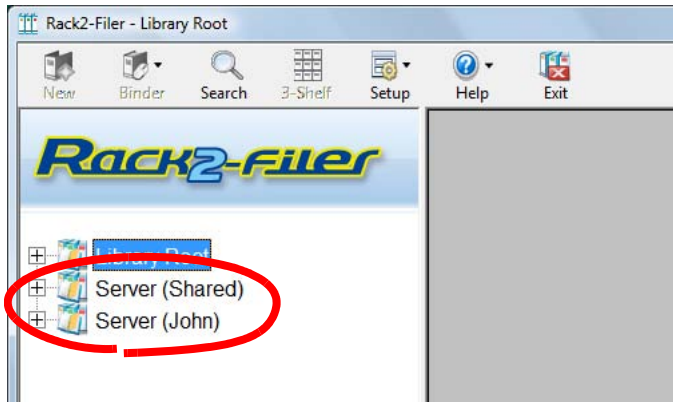 Rack2-Filer - Library Root
New Binder Search 3-Shelf Setup Help Exit
Rack2-Filer
Library Root
Server (Shared)
Server (John)